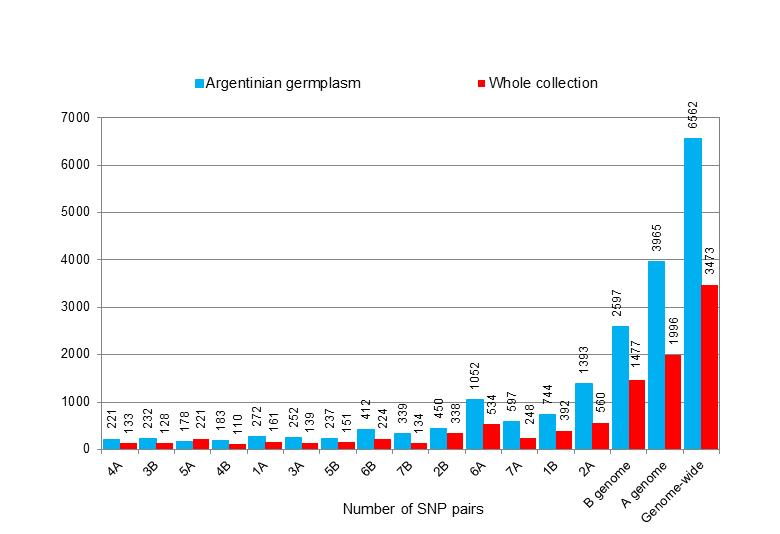 Argentinian germplasm Whole collection
7000
6000
5000
4000
3000
2000
1000
0
221 133 232 128 178 221 183 110 272 161 252 139 237 151 412 224 339 134 450 338 1052 534 597 248 744 392 1393 560 2597 1477 3965 1996 6562 3473
4A 3B 5A 4B 1A 3A 5B 6B 7B 2B 6A 7A 1B 2A B genome A genome Genome-wide
Number of SNP pairs